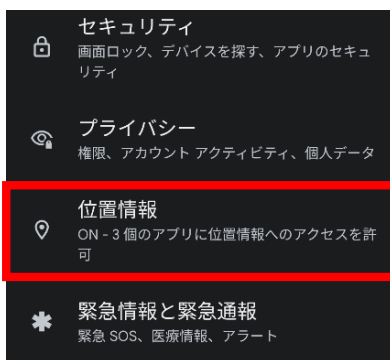 セキュリティ
画面ロック、デバイスを探す、アプリのセキュ
リティ
プライバシー
権限、アカウント アクティビティ、個人データ
位置情報
ON - 3 個のアプリに位置情報へのアクセスを許
可
緊急情報と緊急通報
緊急 SOS、医療情報、アラート